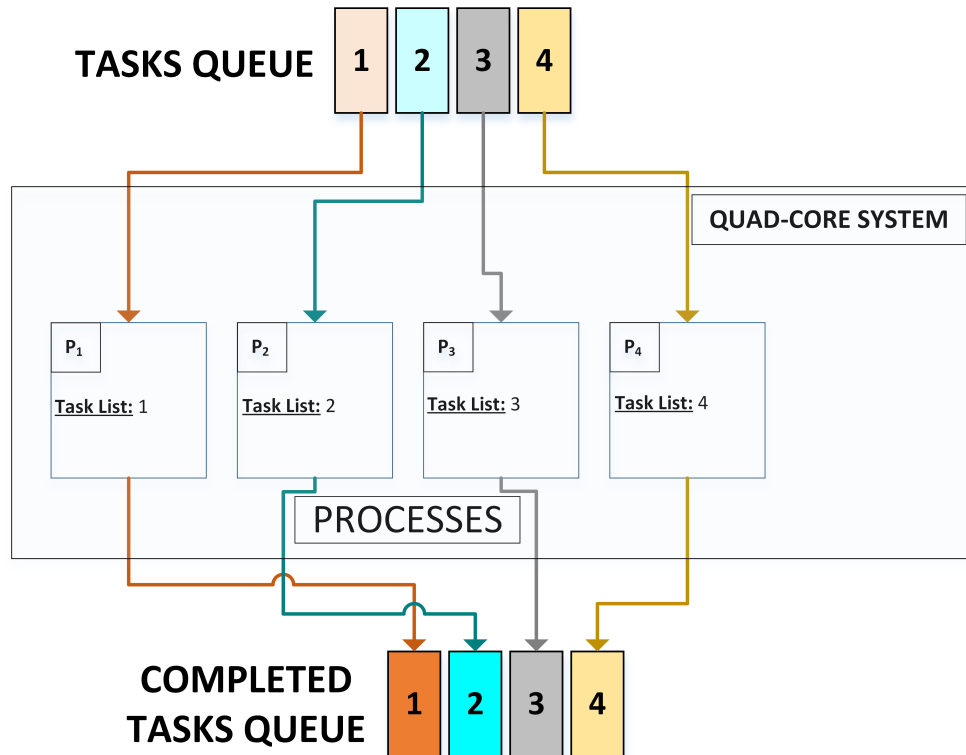 TASKS QUEUE
1 2 3 4
QUAD-CORE SYSTEM
P₁ P₂ P₃ P₄
Task List: 1
Task List: 2
Task List: 3
Task List: 4
PROCESSES
COMPLETED
TASKS QUEUE
1 2 3 4